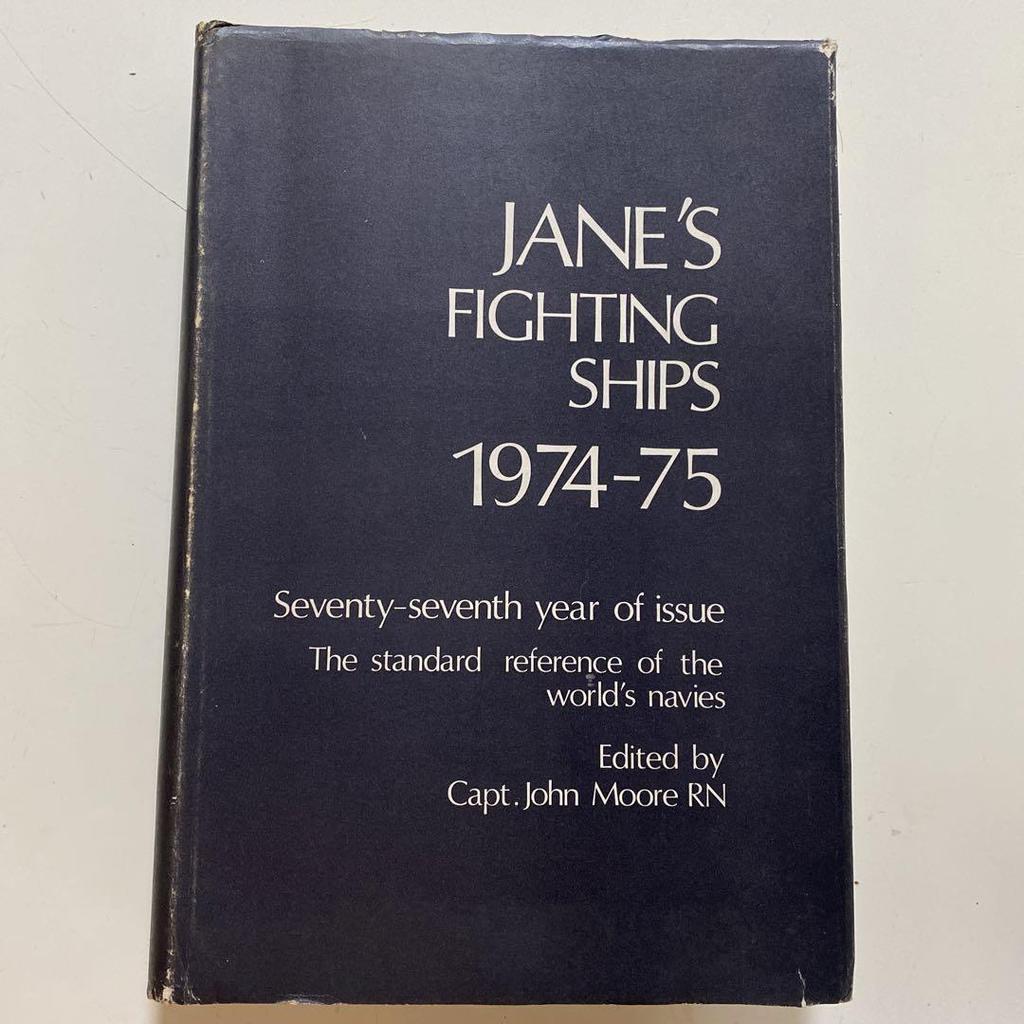 JANE'S
FIGHTING
SHIPS
1974-75
Seventy-seventh year of issue
The standard reference of the
world's navies
Edited by
Capt. John Moore RN